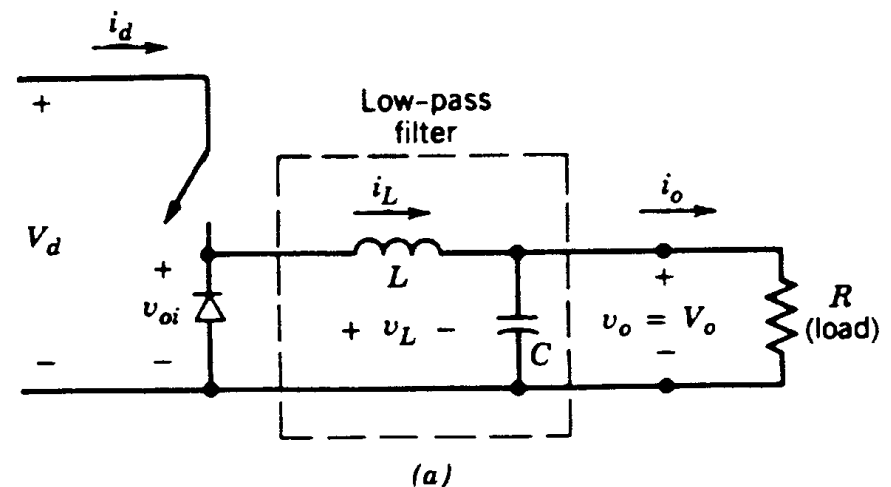 i_d
+
Low-pass
filter
i_L
i_o
V_d
+
v_oi
L
+ v_L −
C
+
v_o = V_o
R
(load)
−
−
−
(a)